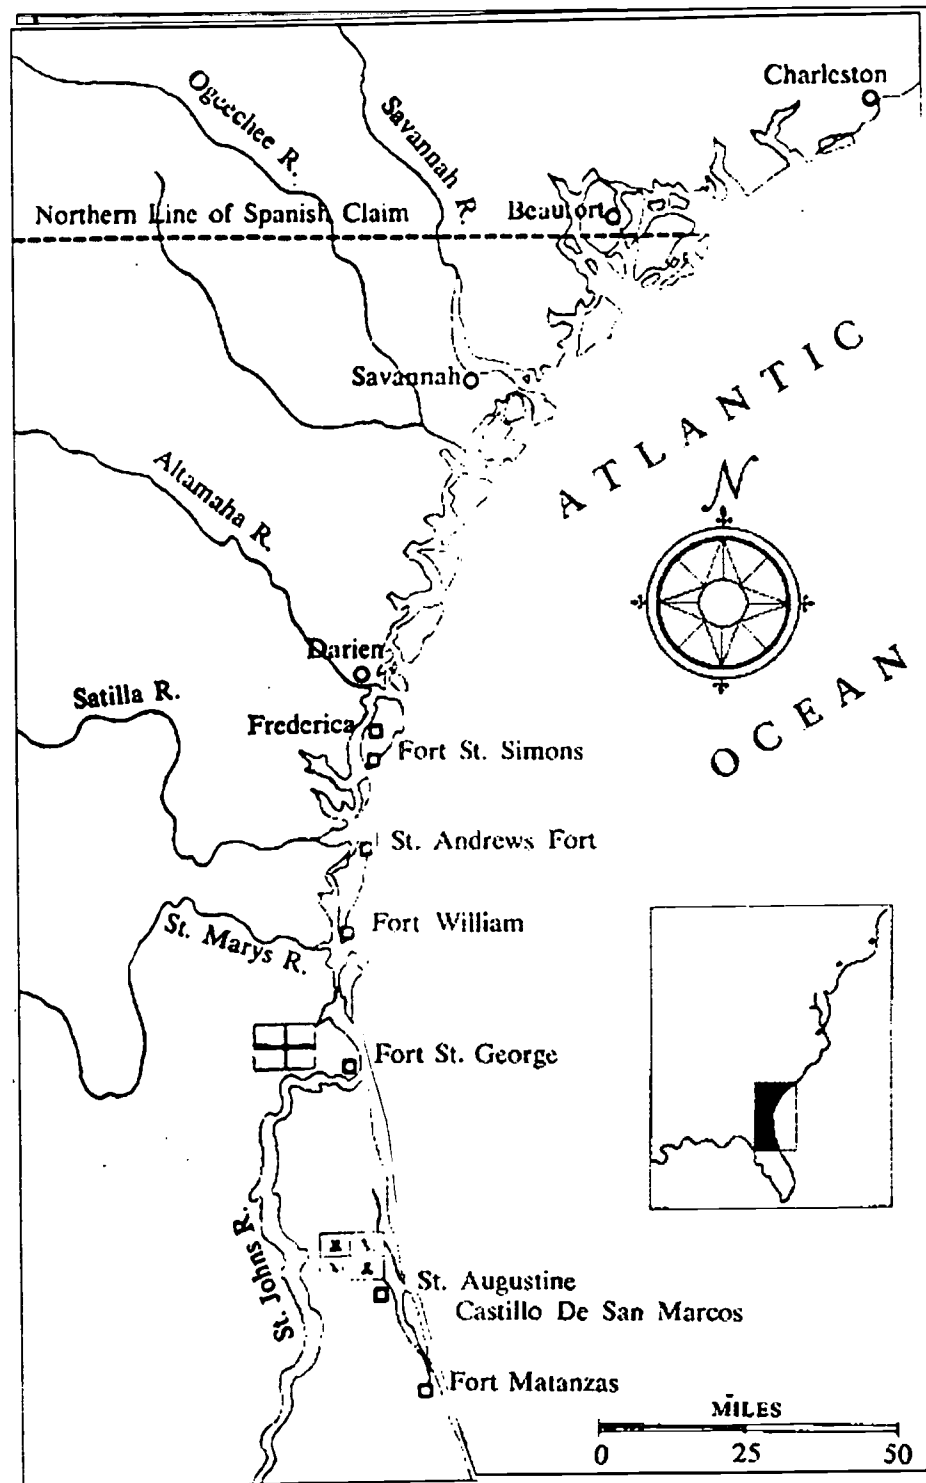 Charleston
Ogeechee R.
Savannah R.
Northern Line of Spanish Claim
Beaufort
Savannah
ATLANTIC
N
Altamaha R.
Darien
OCEAN
Satilla R.
Frederica
Fort St. Simons
St. Andrews Fort
Fort William
St. Marys R.
Fort St. George
St. Johns R.
St. Augustine
Castillo De San Marcos
Fort Matanzas
MILES
0 25 50